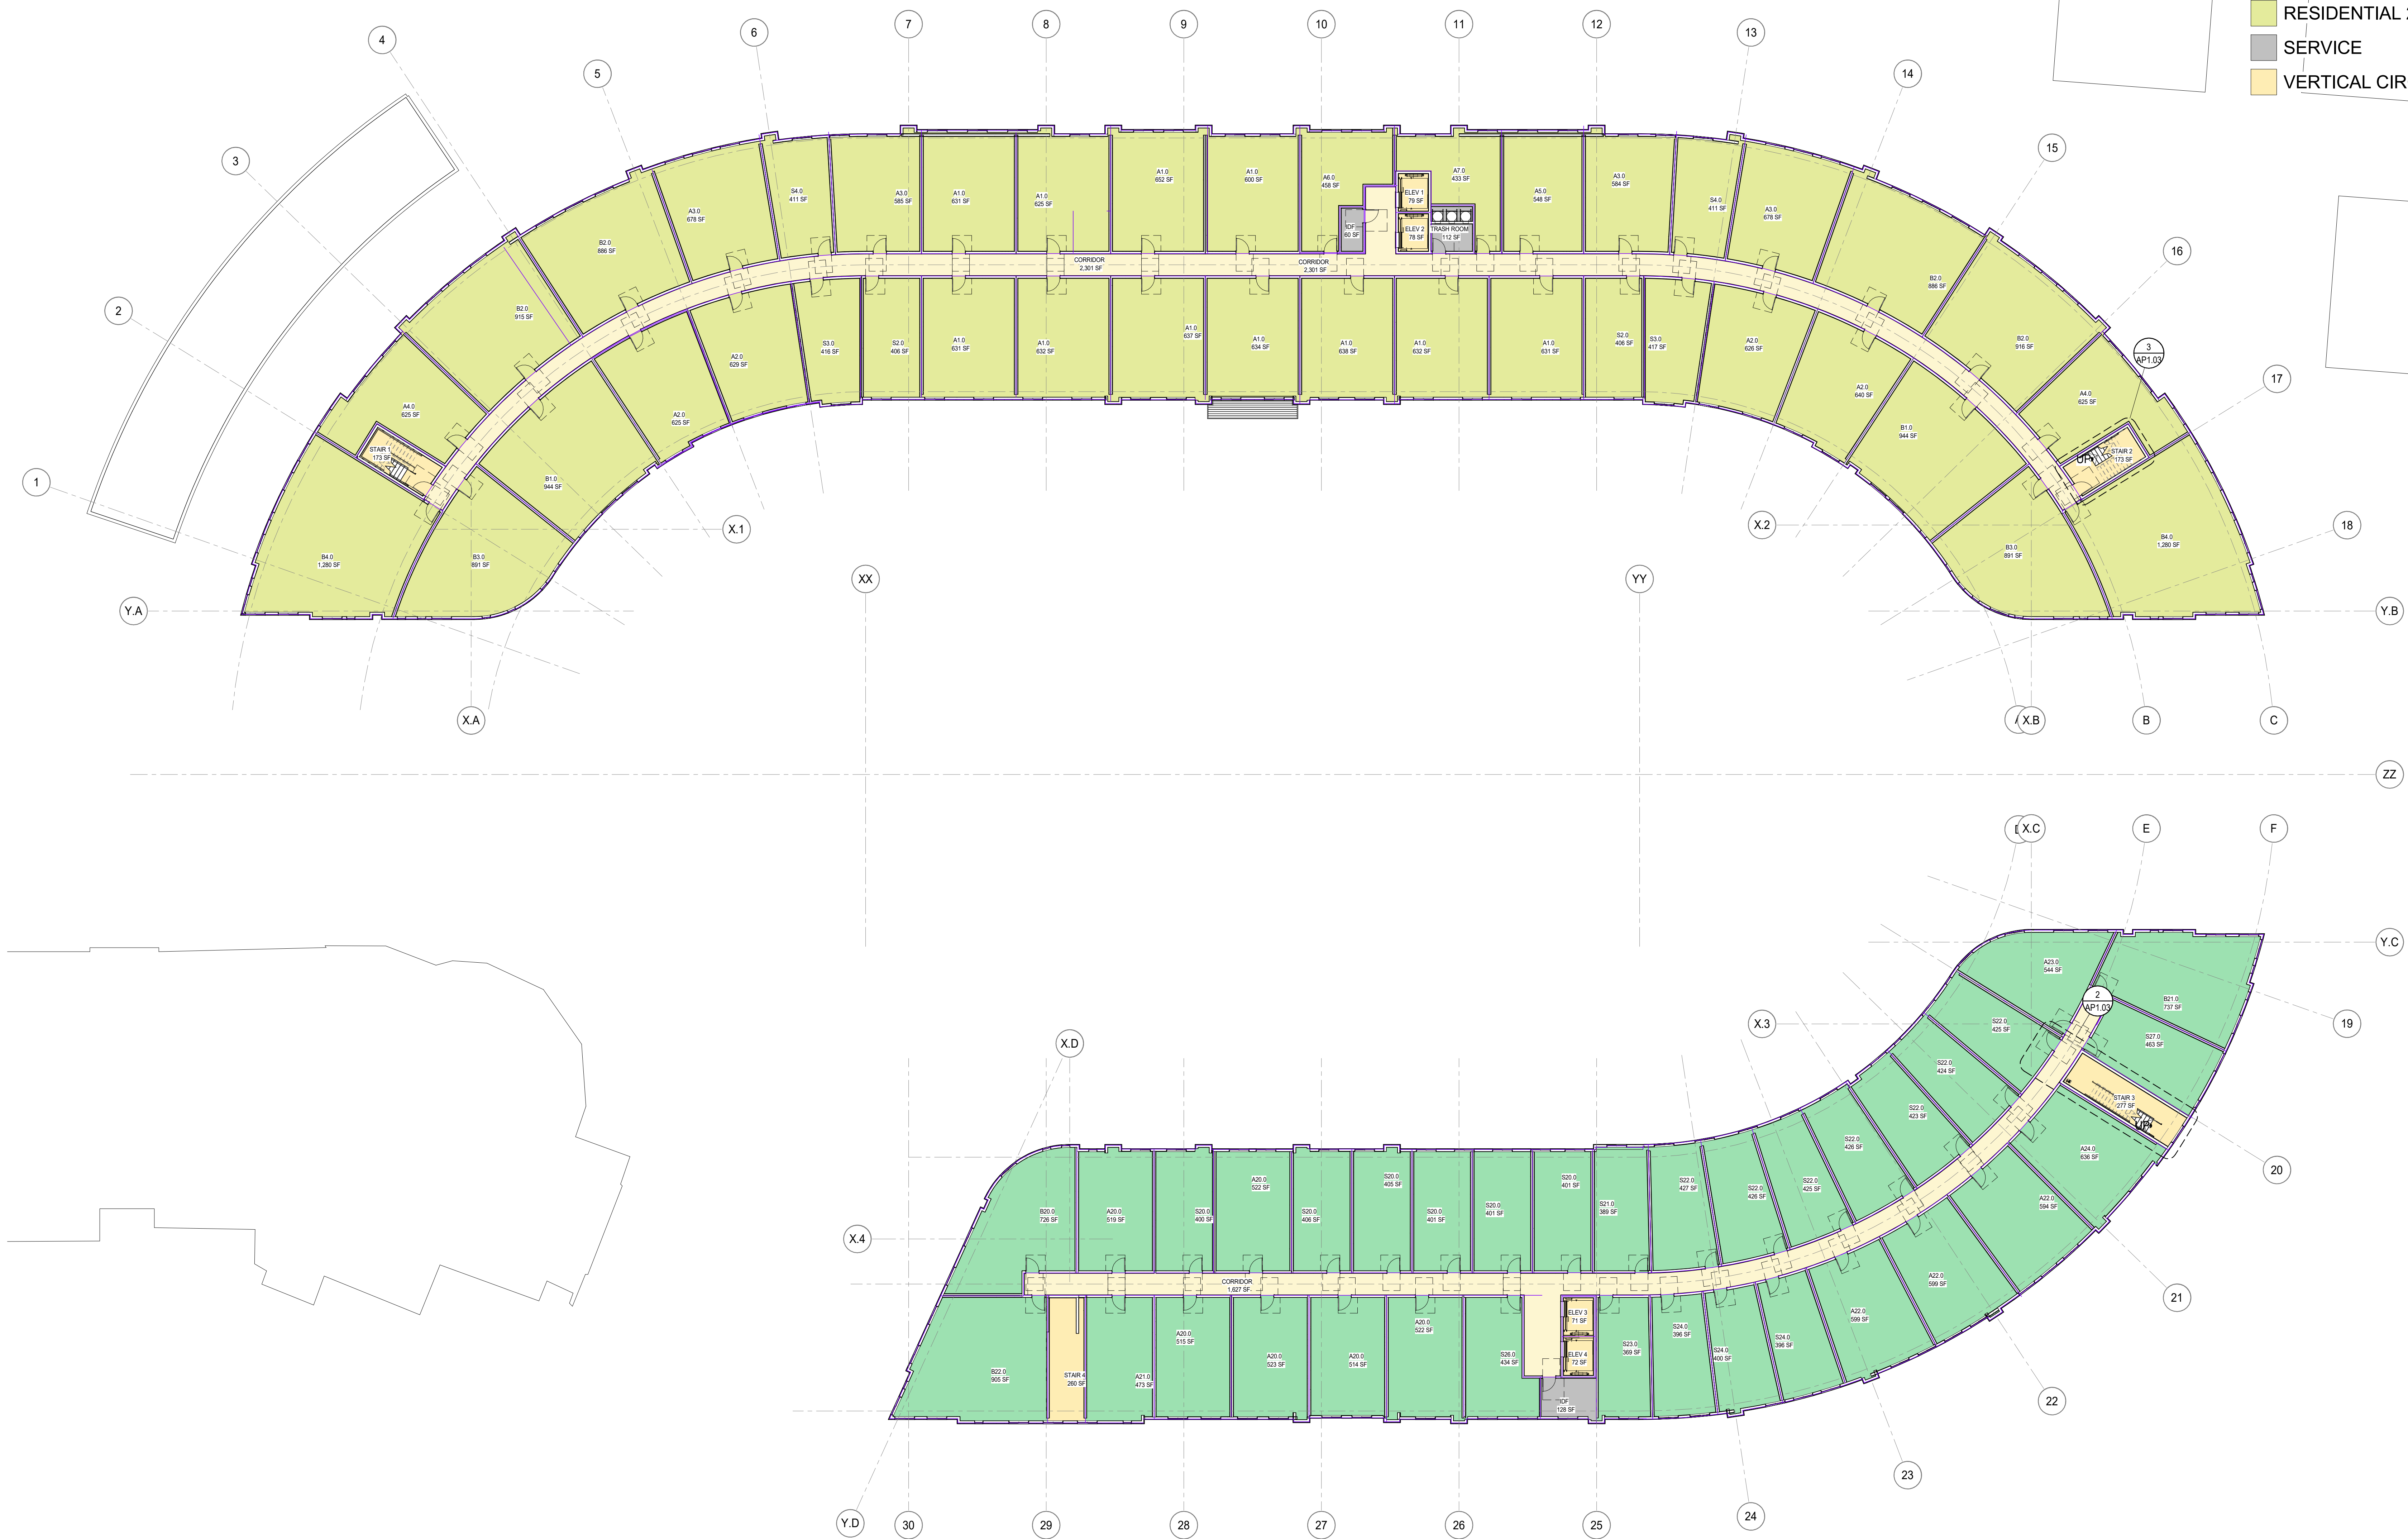 RESIDENTIAL
SERVICE
VERTICAL CIR
7
8
9
10
11
12
4
6
13
5
14
3
15
16
2
17
1
18
3
AP1.03
A1.0
652 SF
A1.0
600 SF
A6.0
458 SF
A7.0
433 SF
A3.0
584 SF
S4.0
411 SF
A3.0
585 SF
A1.0
631 SF
A1.0
625 SF
A5.0
548 SF
ELEV 1
79 SF
S4.0
411 SF
A3.0
678 SF
A3.0
678 SF
IDF
60 SF
ELEV 2
78 SF
TRASH ROOM
112 SF
B2.0
886 SF
B2.0
886 SF
CORRIDOR
2,301 SF
CORRIDOR
2,301 SF
B2.0
915 SF
B2.0
916 SF
A1.0
637 SF
S2.0
406 SF
S3.0
416 SF
S2.0
406 SF
A1.0
631 SF
A1.0
632 SF
A1.0
634 SF
A1.0
638 SF
A1.0
632 SF
A1.0
631 SF
S3.0
417 SF
A2.0
626 SF
A2.0
629 SF
A2.0
640 SF
A4.0
625 SF
A4.0
625 SF
A2.0
625 SF
B1.0
944 SF
STAIR 1
173 SF
STAIR 2
173 SF
UP
B1.0
944 SF
B4.0
1,280 SF
B3.0
891 SF
B3.0
891 SF
B4.0
1,280 SF
X.1
X.2
XX
YY
Y.A
Y.B
X.A
X.B
B
C
ZZ
X.C
E
F
Y.C
A23.0
544 SF
B21.0
737 SF
2
AP1.03
S22.0
425 SF
X.3
19
S27.0
463 SF
X.D
S22.0
424 SF
STAIR 3
277 SF
UP
S22.0
423 SF
S22.0
426 SF
A24.0
636 SF
20
A20.0
522 SF
S20.0
405 SF
S20.0
401 SF
S22.0
427 SF
S22.0
426 SF
S22.0
425 SF
A22.0
594 SF
B20.0
726 SF
A20.0
519 SF
S20.0
400 SF
S20.0
406 SF
S20.0
401 SF
S20.0
401 SF
S21.0
389 SF
X.4
A22.0
599 SF
CORRIDOR
1,627 SF
21
ELEV 3
71 SF
A22.0
599 SF
A20.0
515 SF
A20.0
522 SF
S24.0
396 SF
S24.0
396 SF
S23.0
369 SF
S24.0
400 SF
A20.0
523 SF
A20.0
514 SF
S26.0
434 SF
ELEV 4
72 SF
B22.0
905 SF
STAIR 4
260 SF
A21.0
473 SF
IDF
128 SF
22
23
24
Y.D
30
29
28
27
26
25